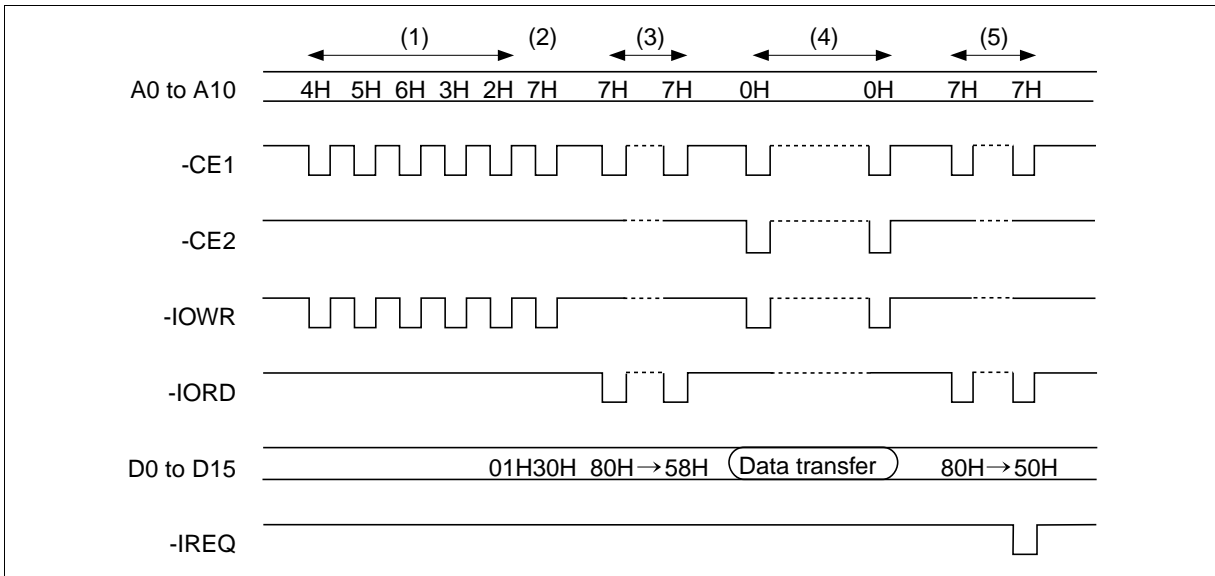 (1) (2) (3) (4) (5)
A0 to A10 4H 5H 6H 3H 2H 7H 7H 7H 0H 0H 7H 7H
-CE1
-CE2
-IOWR
-IORD
D0 to D15 01H30H 80H→58H Data transfer 80H→50H
-IREQ